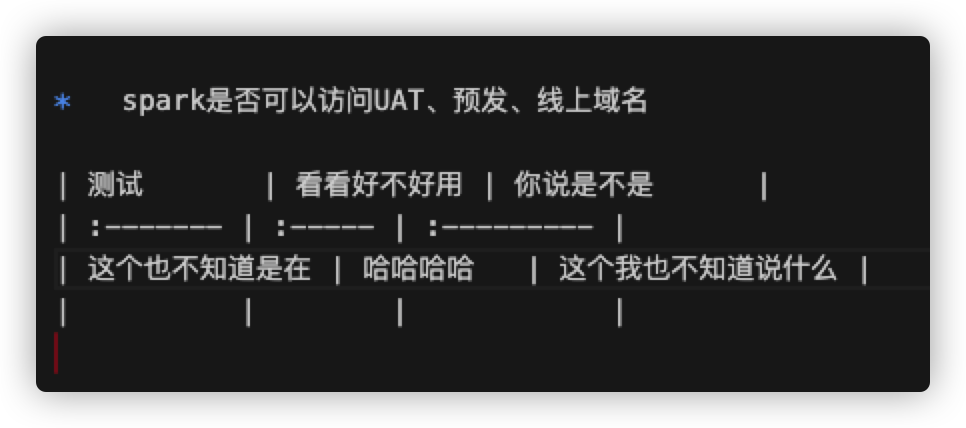 * spark是否可以访问UAT、预发、线上域名
| 测试 | 看看好不好用 | 你说是不是 |
| :------- | :----- | :--------- |
| 这个也不知道是在 | 哈哈哈哈 | 这个我也不知道说什么 |
| | | |